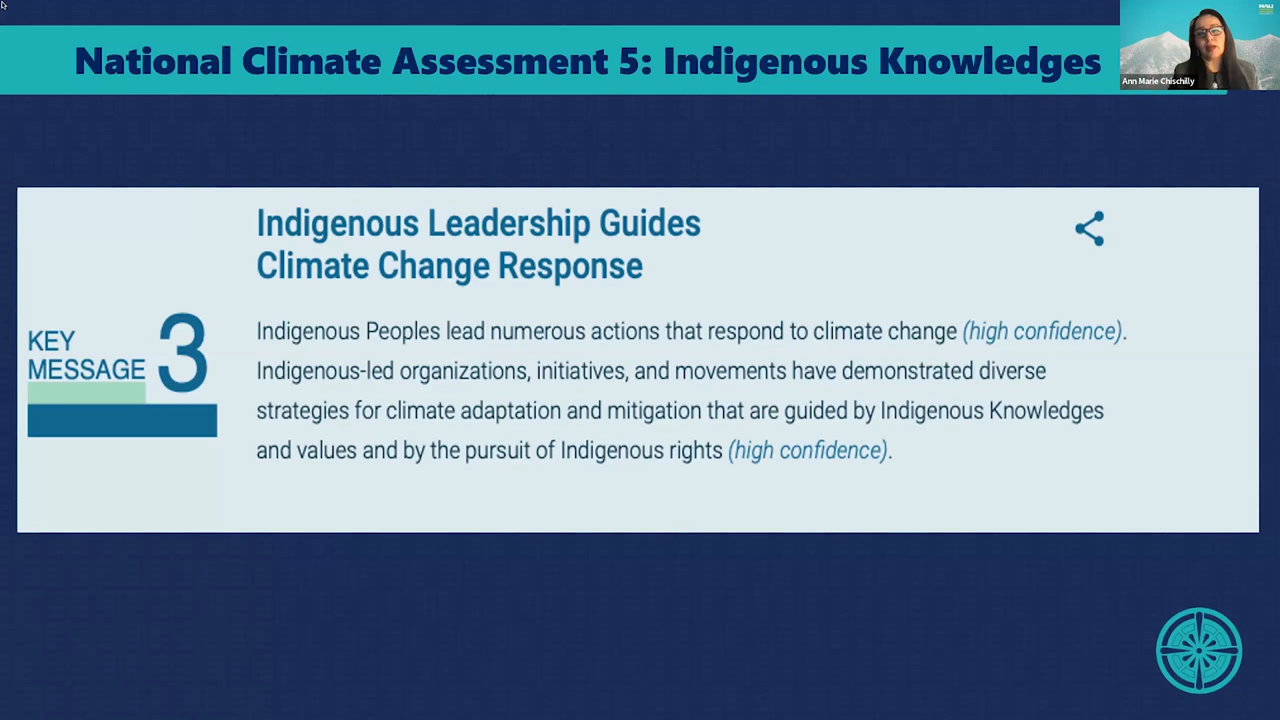 National Climate Assessment 5: Indigenous Knowledges
NAU
Ann Marie Chischilly
Indigenous Leadership Guides
Climate Change Response
KEY
MESSAGE 3
Indigenous Peoples lead numerous actions that respond to climate change (high confidence).
Indigenous-led organizations, initiatives, and movements have demonstrated diverse
strategies for climate adaptation and mitigation that are guided by Indigenous Knowledges
and values and by the pursuit of Indigenous rights (high confidence).